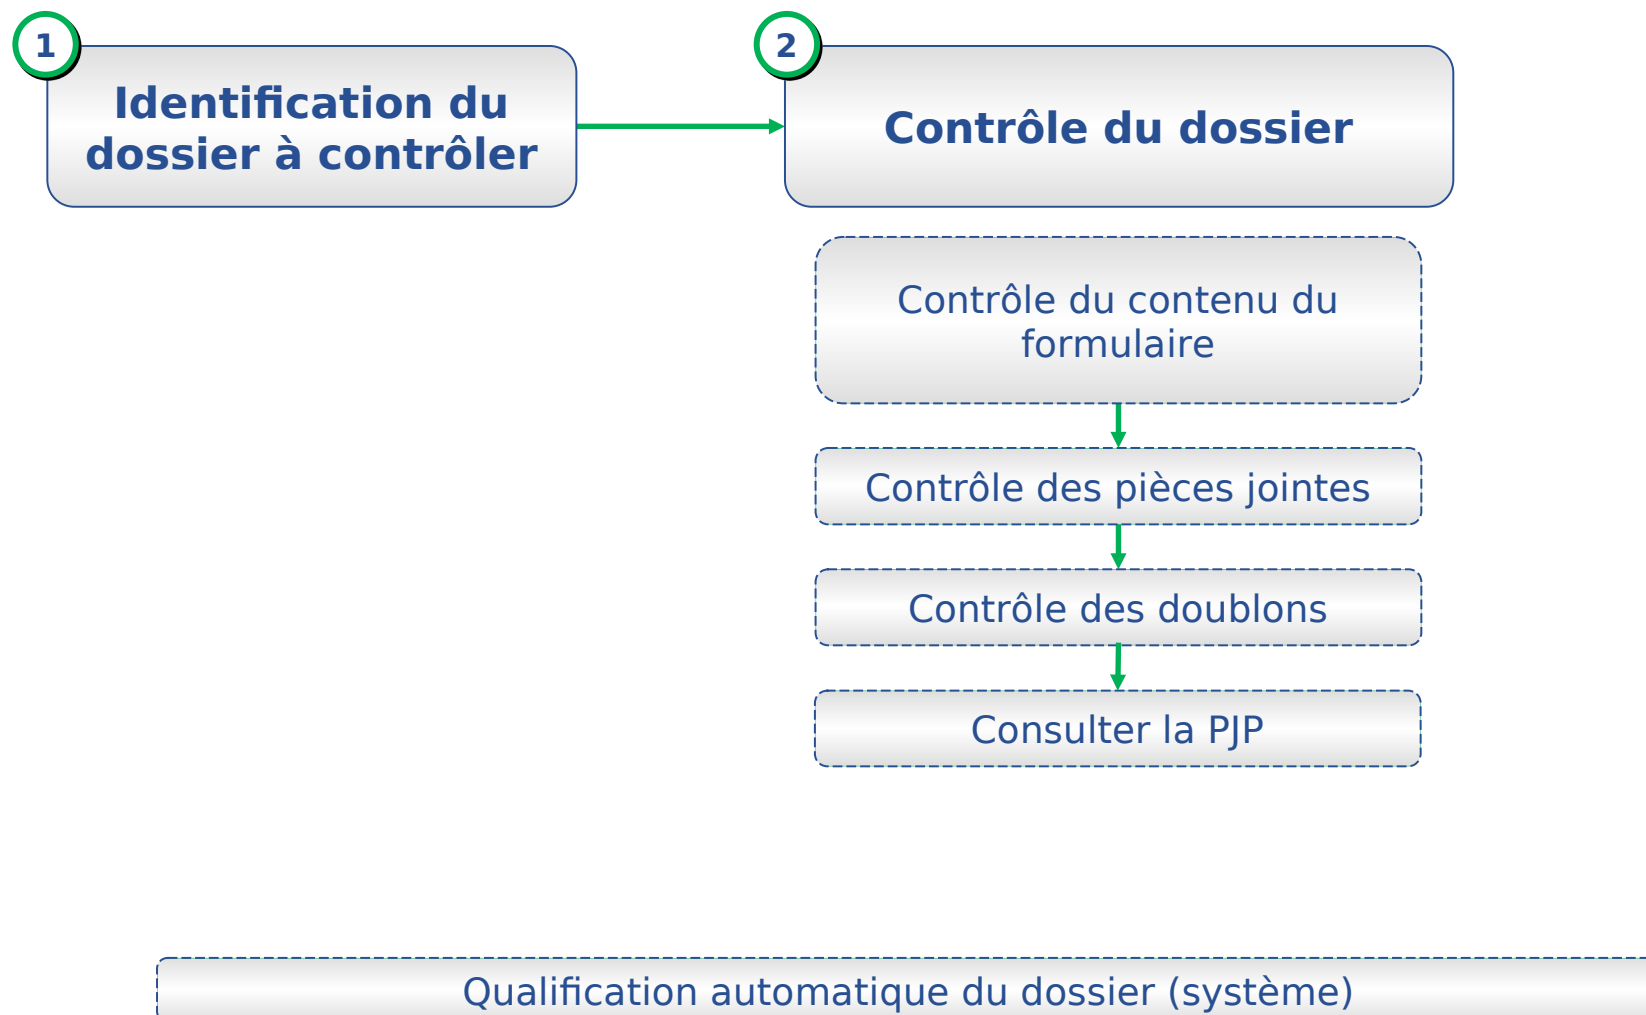 1
Identification du
dossier à contrôler
2
Contrôle du dossier
Contrôle du contenu du
formulaire
Contrôle des pièces jointes
Contrôle des doublons
Consulter la PJP
Qualification automatique du dossier (système)